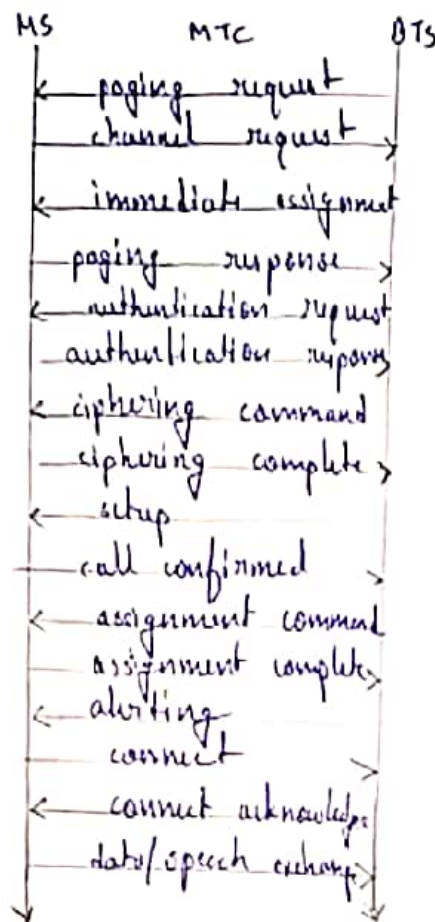 MS MTC BTS
paging request
channel request
immediate assignment
paging response
authentication request
authentication response
ciphering command
ciphering complete
setup
call confirmed
assignment command
assignment complete
alerting
connect
connect acknowledge
data/speech exchange